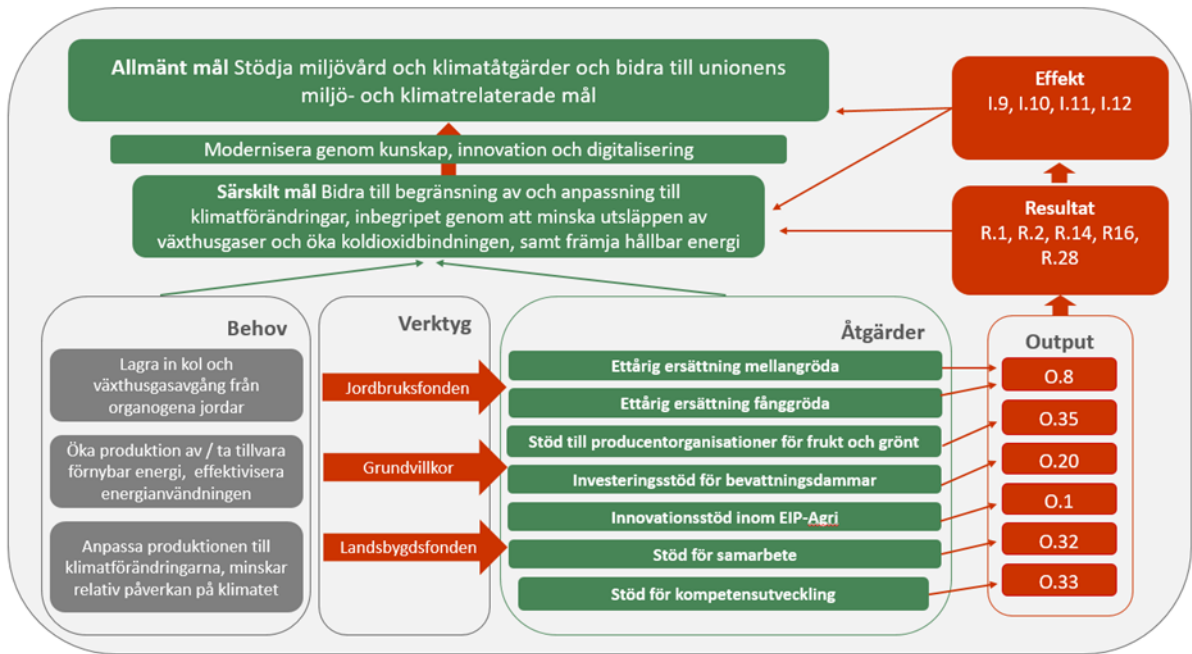 Allmänt mål Stödja miljövård och klimatåtgärder och bidra till unionens
miljö- och klimatrelaterade mål
Effekt
I.9, I.10, I.11, I.12
Modernisera genom kunskap, innovation och digitalisering
Särskilt mål Bidra till begränsning av och anpassning till
klimatförändringar, inbegripet genom att minska utsläppen av
växthusgaser och öka koldioxidbindningen, samt främja hållbar energi
Resultat
R.1, R.2, R.14, R16,
R.28
Behov
Lagra in kol och
växthusgasavgång från
organogena jordar
Öka produktion av / ta tillvara
förnybar energi, effektivisera
energianvändningen
Anpassa produktionen till
klimatförändringarna, minskar
relativ påverkan på klimatet
Verktyg
Jordbruksfonden
Grundvillkor
Landsbygdsfonden
Åtgärder
Ettårig ersättning mellangröda
Ettårig ersättning fånggröda
Stöd till producentorganisationer för frukt och grönt
Investeringsstöd för bevattningsdammar
Innovationsstöd inom EIP-Agri
Stöd för samarbete
Stöd för kompetensutveckling
Output
O.8
O.35
O.20
O.1
O.32
O.33